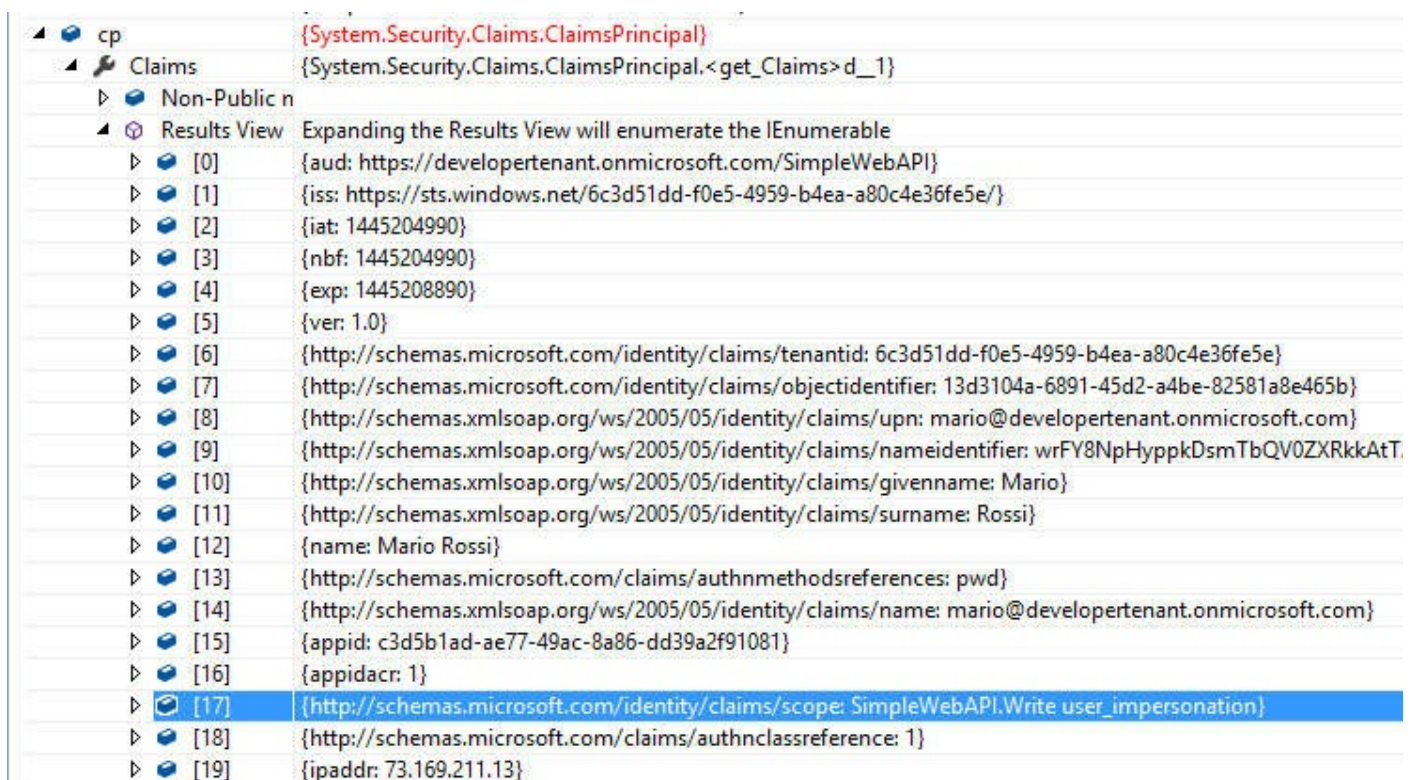 cp {System.Security.Claims.ClaimsPrincipal}
Claims {System.Security.Claims.ClaimsPrincipal.<get_Claims>d__1}
Non-Public n
Results View Expanding the Results View will enumerate the IEnumerable
[0] {aud: https://developertenant.onmicrosoft.com/SimpleWebAPI}
[1] {iss: https://sts.windows.net/6c3d51dd-f0e5-4959-b4ea-a80c4e36fe5e/}
[2] {iat: 1445204990}
[3] {nbf: 1445204990}
[4] {exp: 1445208890}
[5] {ver: 1.0}
[6] {http://schemas.microsoft.com/identity/claims/tenantid: 6c3d51dd-f0e5-4959-b4ea-a80c4e36fe5e}
[7] {http://schemas.microsoft.com/identity/claims/objectidentifier: 13d3104a-6891-45d2-a4be-82581a8e465b}
[8] {http://schemas.xmlsoap.org/ws/2005/05/identity/claims/upn: mario@developertenant.onmicrosoft.com}
[9] {http://schemas.xmlsoap.org/ws/2005/05/identity/claims/nameidentifier: wrFY8NpHyppkDsmTbQV0ZXRkkAtT
[10] {http://schemas.xmlsoap.org/ws/2005/05/identity/claims/givenname: Mario}
[11] {http://schemas.xmlsoap.org/ws/2005/05/identity/claims/surname: Rossi}
[12] {name: Mario Rossi}
[13] {http://schemas.microsoft.com/claims/authnmethodsreferences: pwd}
[14] {http://schemas.xmlsoap.org/ws/2005/05/identity/claims/name: mario@developertenant.onmicrosoft.com}
[15] {appid: c3d5b1ad-ae77-49ac-8a86-dd39a2f91081}
[16] {appidacr: 1}
[17] {http://schemas.microsoft.com/identity/claims/scope: SimpleWebAPI.Write user_impersonation}
[18] {http://schemas.microsoft.com/claims/authnclassreference: 1}
[19] {ipaddr: 73.169.211.13}